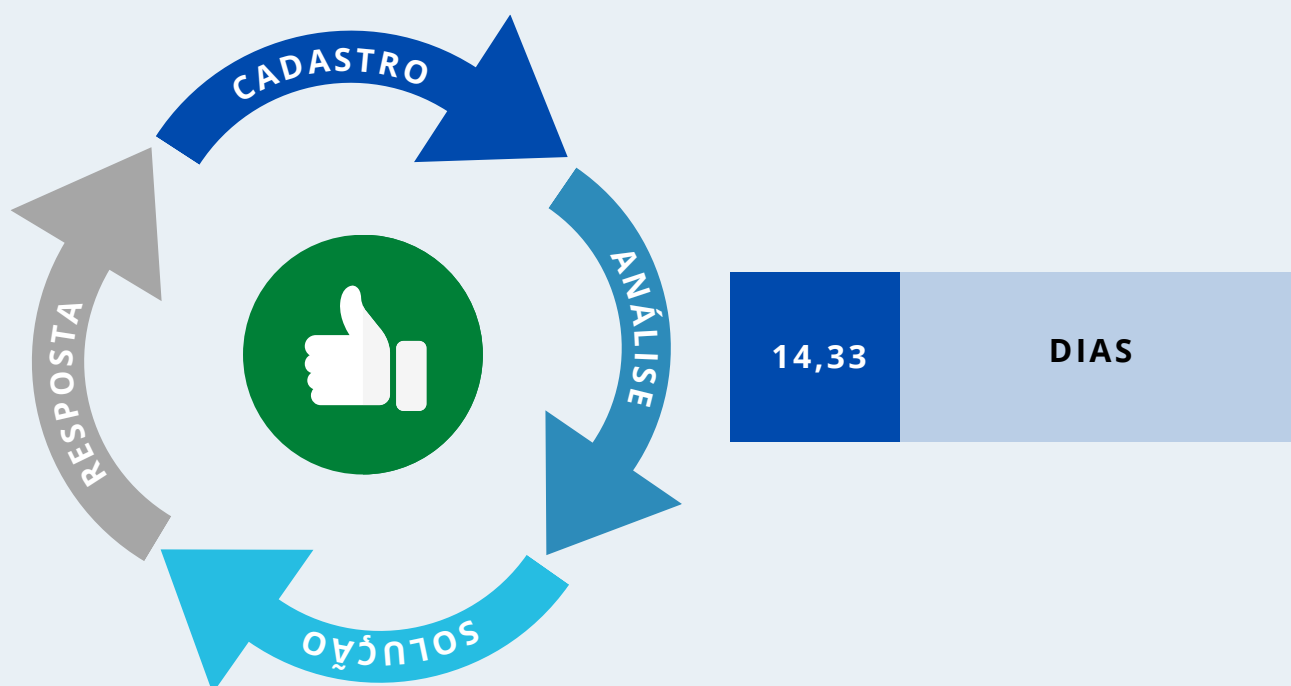 CADASTRO
ANÁLISE
SOLUÇÃO
RESPOSTA
14,33
DIAS